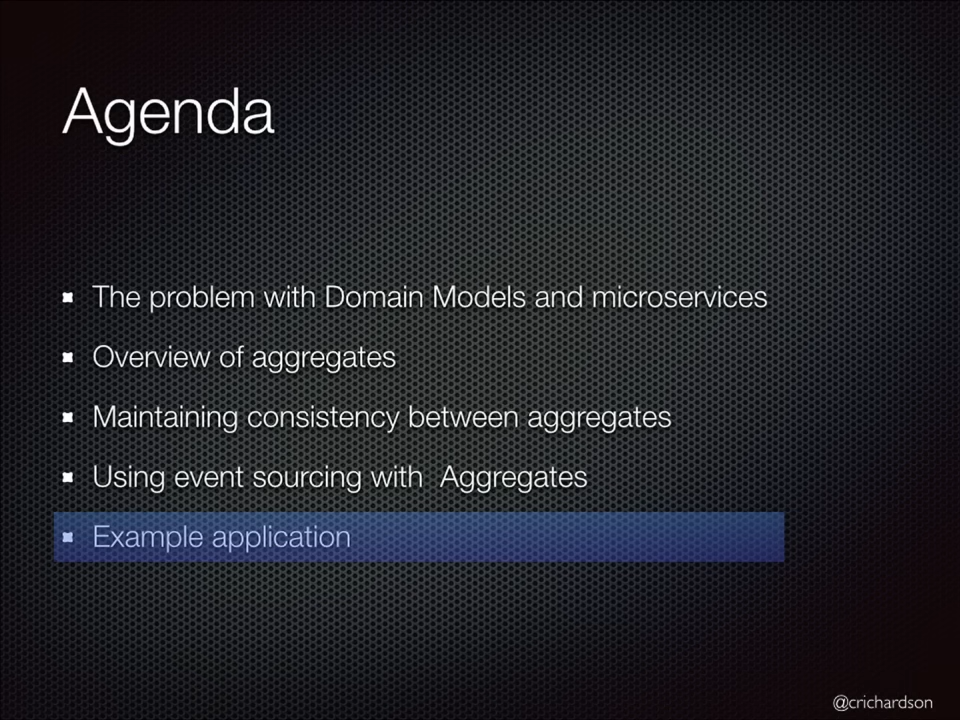 Agenda
The problem with Domain Models and microservices
Overview of aggregates
Maintaining consistency between aggregates
Using event sourcing with  Aggregates
Example application
@crichardson